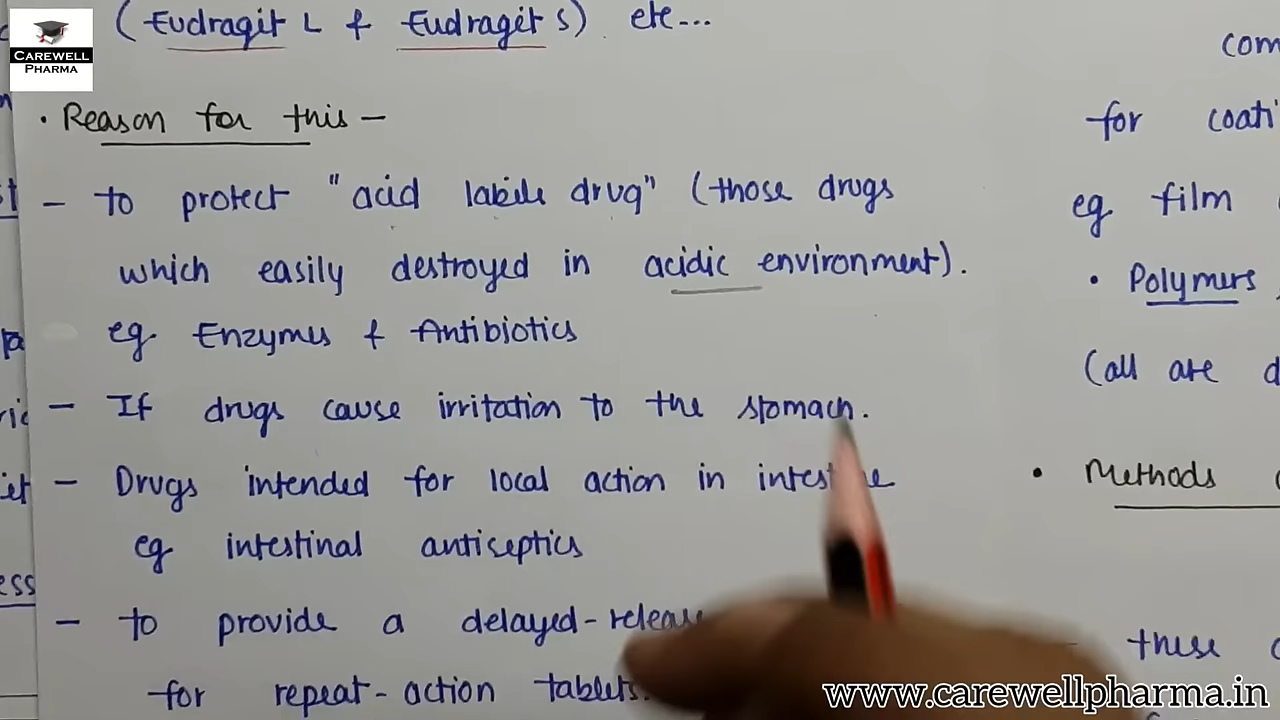 (Eudragit L & Eudragit S) etc...
CAREWELL
PHARMA
• Reason for this –
– to protect "acid labile drug" (those drugs
which easily destroyed in acidic environment).
eg Enzymes & Antibiotics
– If drugs cause irritation to the stomach.
– Drugs intended for local action in
eg intestinal antiseptics
– to provide a delayed-release
for repeat-action tablets.
for
eg film
• Polymers
(all are
• Methods
these
www.carewellpharma.in